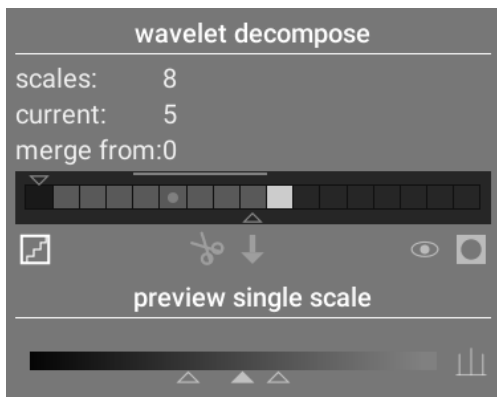 wavelet decompose
scales: 8
current: 5
merge from:0
preview single scale